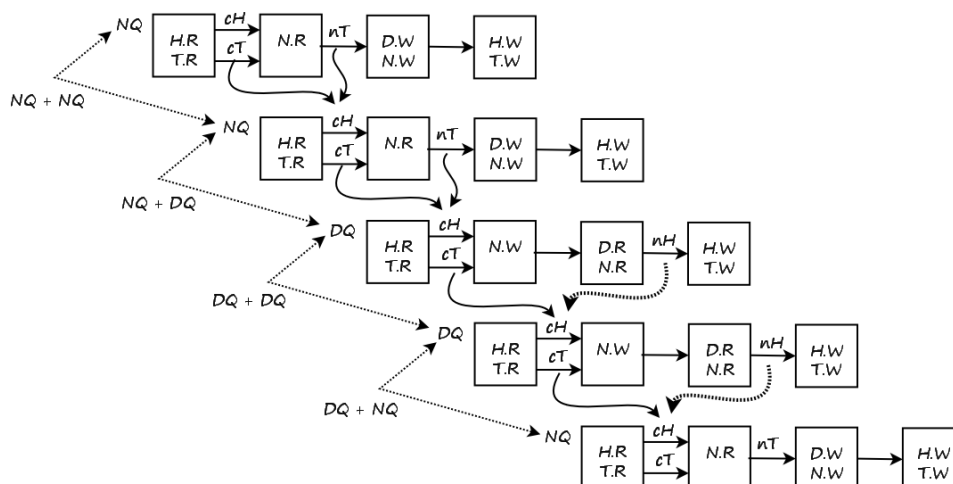 NQ
H.R
T.R
cH
cT
N.R
nT
D.W
N.W
H.W
T.W
NQ + NQ
NQ
H.R
T.R
cH
cT
N.R
nT
D.W
N.W
H.W
T.W
NQ + DQ
DQ
H.R
T.R
cH
cT
N.W
D.R
N.R
nH
H.W
T.W
DQ + DQ
DQ
H.R
T.R
cH
cT
N.W
D.R
N.R
nH
H.W
T.W
DQ + NQ
NQ
H.R
T.R
cH
cT
N.R
nT
D.W
N.W
H.W
T.W